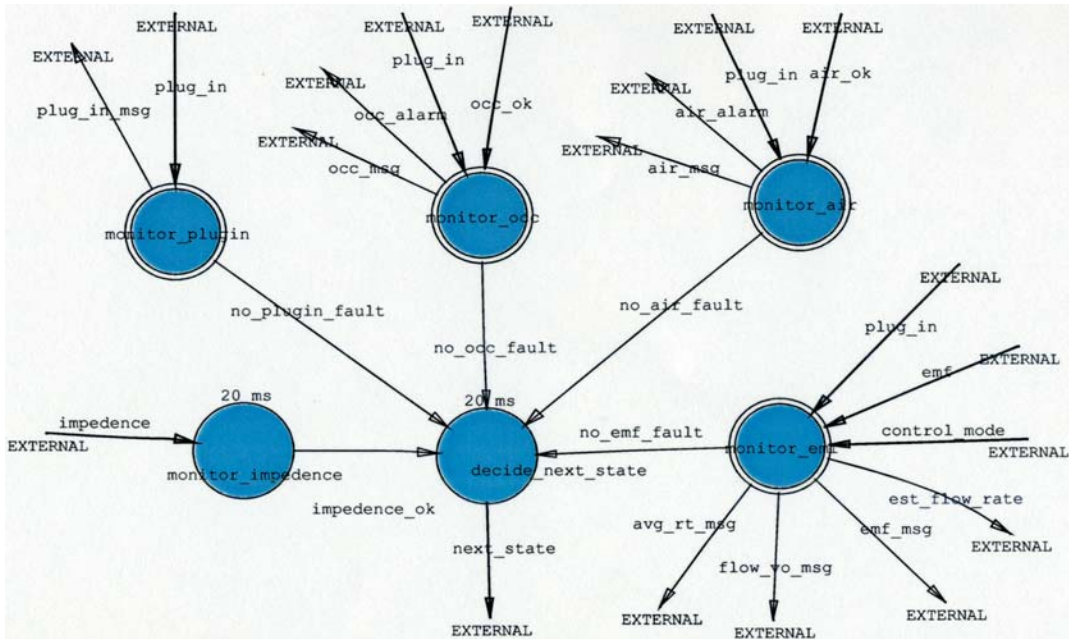 EXTERNAL
EXTERNAL
EXTERNAL
EXTERNAL
EXTERNAL
EXTERNAL
EXTERNAL
plug_in
plug_in_msg
EXTERNAL
plug_in
occ_alarm
occ_ok
EXTERNAL
occ_msg
EXTERNAL
plug_in
air_ok
air_alarm
EXTERNAL
air_msg
monitor_plugin
monitor_occ
monitor_air
no_plugin_fault
no_occ_fault
no_air_fault
EXTERNAL
plug_in
EXTERNAL
emf
20 ms
20 ms
impedence
EXTERNAL
monitor_impedence
decide_next_state
no_emf_fault
monitor_emf
control_mode
EXTERNAL
impedence_ok
next_state
avg_rt_msg
flow_vo_msg
emf_msg
est_flow_rate
EXTERNAL
EXTERNAL
EXTERNAL
EXTERNAL
EXTERNAL